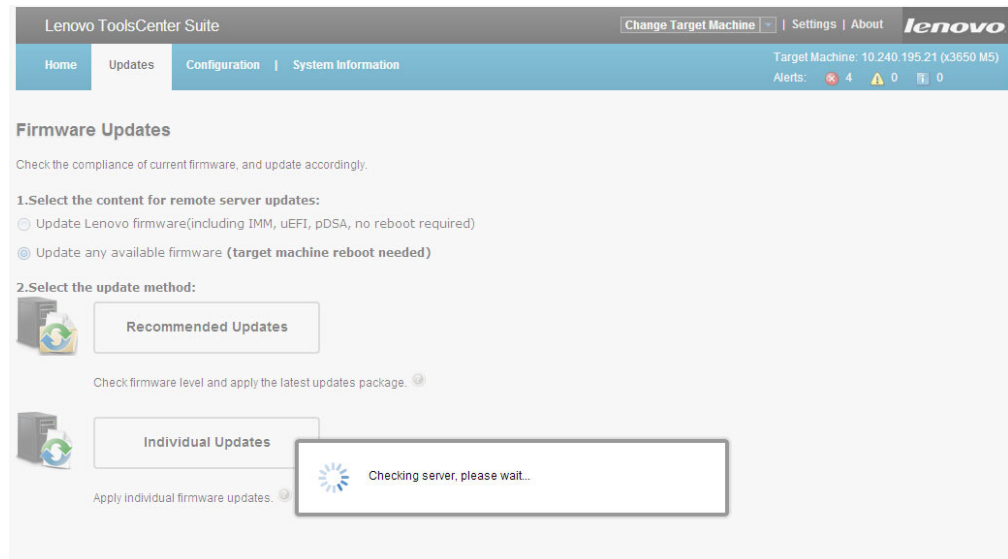 Lenovo ToolsCenter Suite
Change Target Machine | Settings | About lenovo
Home Updates Configuration | System Information
Target Machine: 10.240.195.21 (x3650 M5)
Alerts: 4 0 0
Firmware Updates
Check the compliance of current firmware, and update accordingly.
1.Select the content for remote server updates:
Update Lenovo firmware(including IMM, uEFI, pDSA, no reboot required)
Update any available firmware (target machine reboot needed)
2.Select the update method:
Recommended Updates
Check firmware level and apply the latest updates package.
Individual Updates
Checking server, please wait...
Apply individual firmware updates.